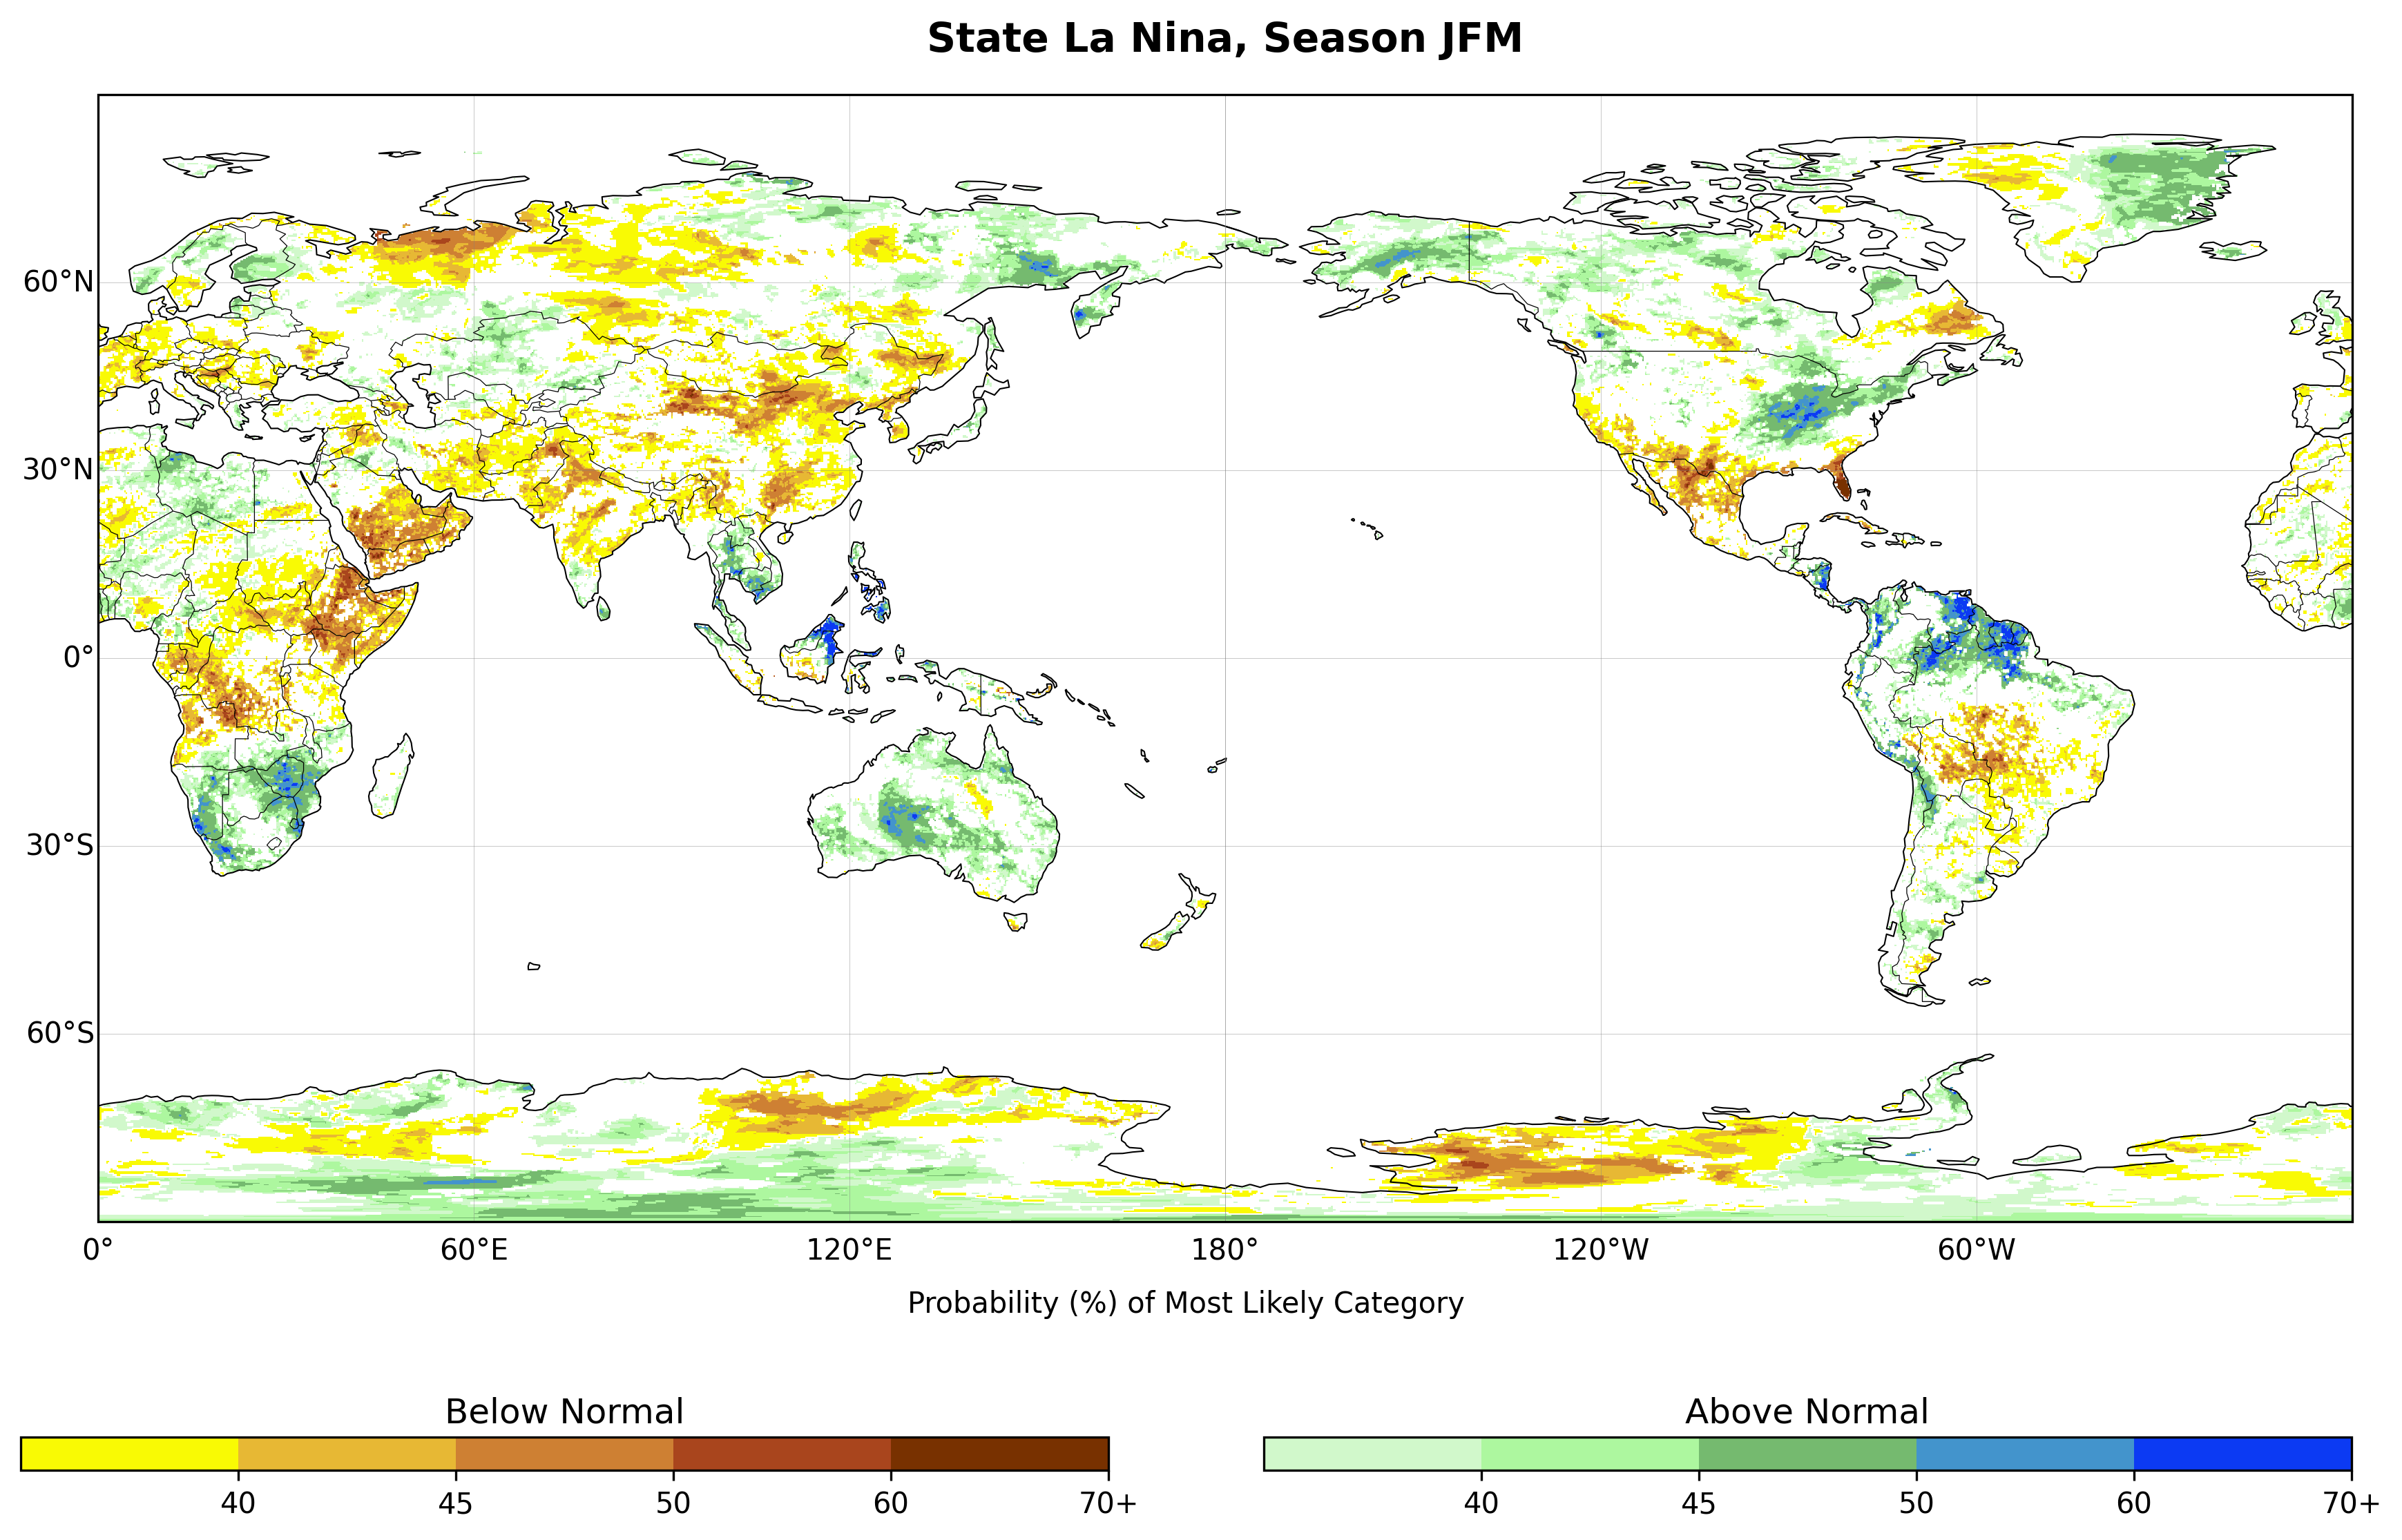 State La Nina, Season JFM
60°N
30°N
0°
30°S
60°S
0° 60°E 120°E 180° 120°W 60°W
Probability (%) of Most Likely Category
Below Normal Above Normal
40 45 50 60 70+ 40 45 50 60 70+